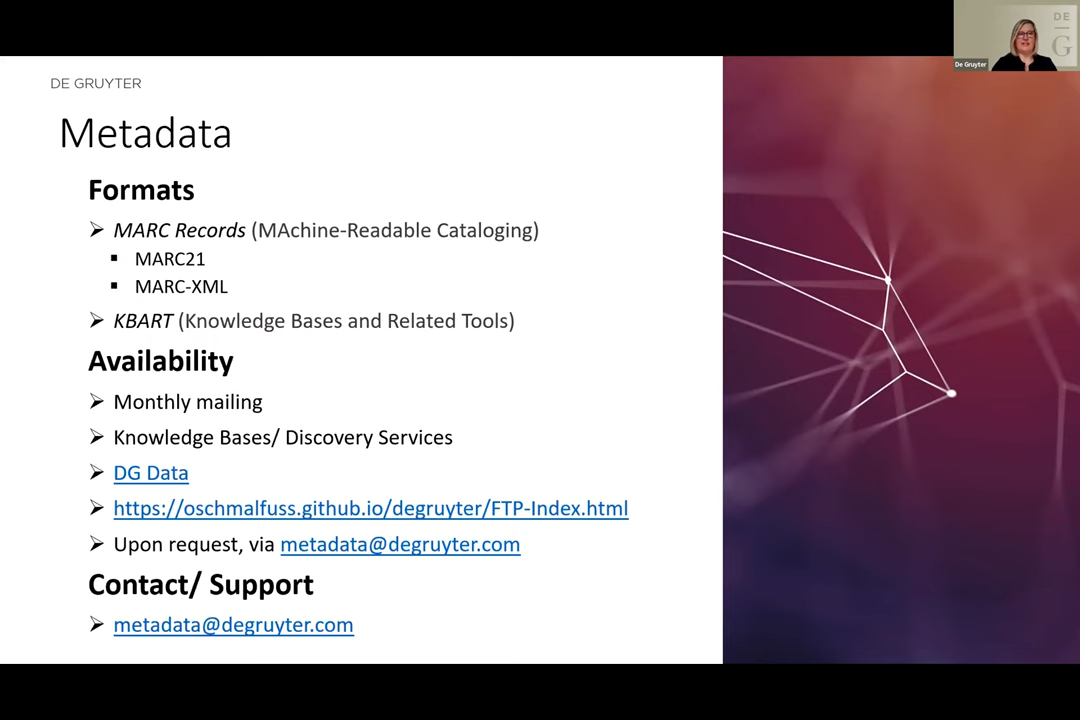 DE
G
De Gruyter
DE GRUYTER
Metadata
Formats
MARC Records (MAchine-Readable Cataloging)
MARC21
MARC-XML
KBART (Knowledge Bases and Related Tools)
Availability
Monthly mailing
Knowledge Bases/ Discovery Services
DG Data
https://oschmalfuss.github.io/degruyter/FTP-Index.html
Upon request, via metadata@degruyter.com
Contact/ Support
metadata@degruyter.com